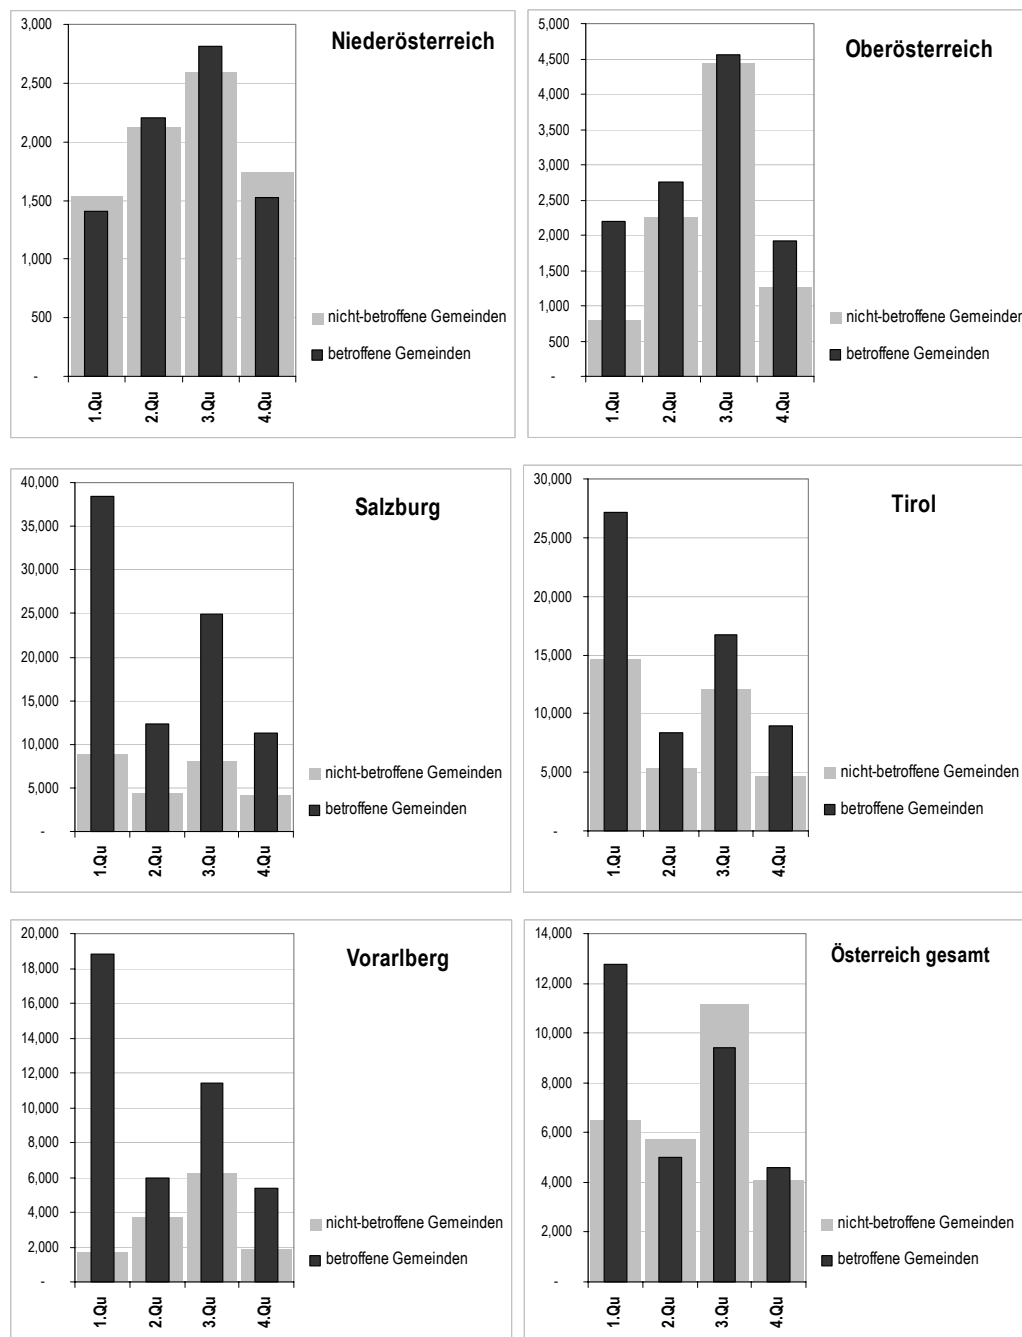 Niederösterreich
3,000
2,500
2,000
1,500
1,000
500
-
1.Qu
2.Qu
3.Qu
4.Qu
nicht-betroffene Gemeinden
betroffene Gemeinden
Oberösterreich
5,000
4,500
4,000
3,500
3,000
2,500
2,000
1,500
1,000
500
-
1.Qu
2.Qu
3.Qu
4.Qu
nicht-betroffene Gemeinden
betroffene Gemeinden
Salzburg
40,000
35,000
30,000
25,000
20,000
15,000
10,000
5,000
-
1.Qu
2.Qu
3.Qu
4.Qu
nicht-betroffene Gemeinden
betroffene Gemeinden
Tirol
30,000
25,000
20,000
15,000
10,000
5,000
-
1.Qu
2.Qu
3.Qu
4.Qu
nicht-betroffene Gemeinden
betroffene Gemeinden
Vorarlberg
20,000
18,000
16,000
14,000
12,000
10,000
8,000
6,000
4,000
2,000
-
1.Qu
2.Qu
3.Qu
4.Qu
nicht-betroffene Gemeinden
betroffene Gemeinden
Österreich gesamt
14,000
12,000
10,000
8,000
6,000
4,000
2,000
-
1.Qu
2.Qu
3.Qu
4.Qu
nicht-betroffene Gemeinden
betroffene Gemeinden